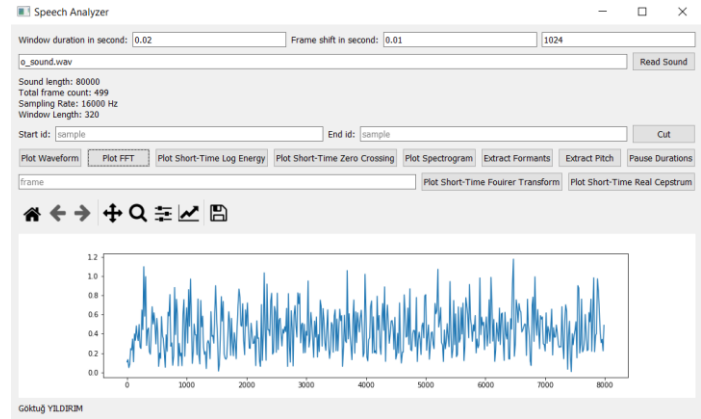 Speech Analyzer
Window duration in second: 0.02 Frame shift in second: 0.01 1024
o_sound.wav Read Sound
Sound length: 80000
Total frame count: 499
Sampling Rate: 16000 Hz
Window Length: 320
Start id: sample End id: sample Cut
Plot Waveform Plot FFT Plot Short-Time Log Energy Plot Short-Time Zero Crossing Plot Spectrogram Extract Formants Extract Pitch Pause Durations
frame Plot Short-Time Fouirer Transform Plot Short-Time Real Cepstrum
1.2
1.0
0.8
0.6
0.4
0.2
0.0
0 1000 2000 3000 4000 5000 6000 7000 8000
Göktuğ YILDIRIM